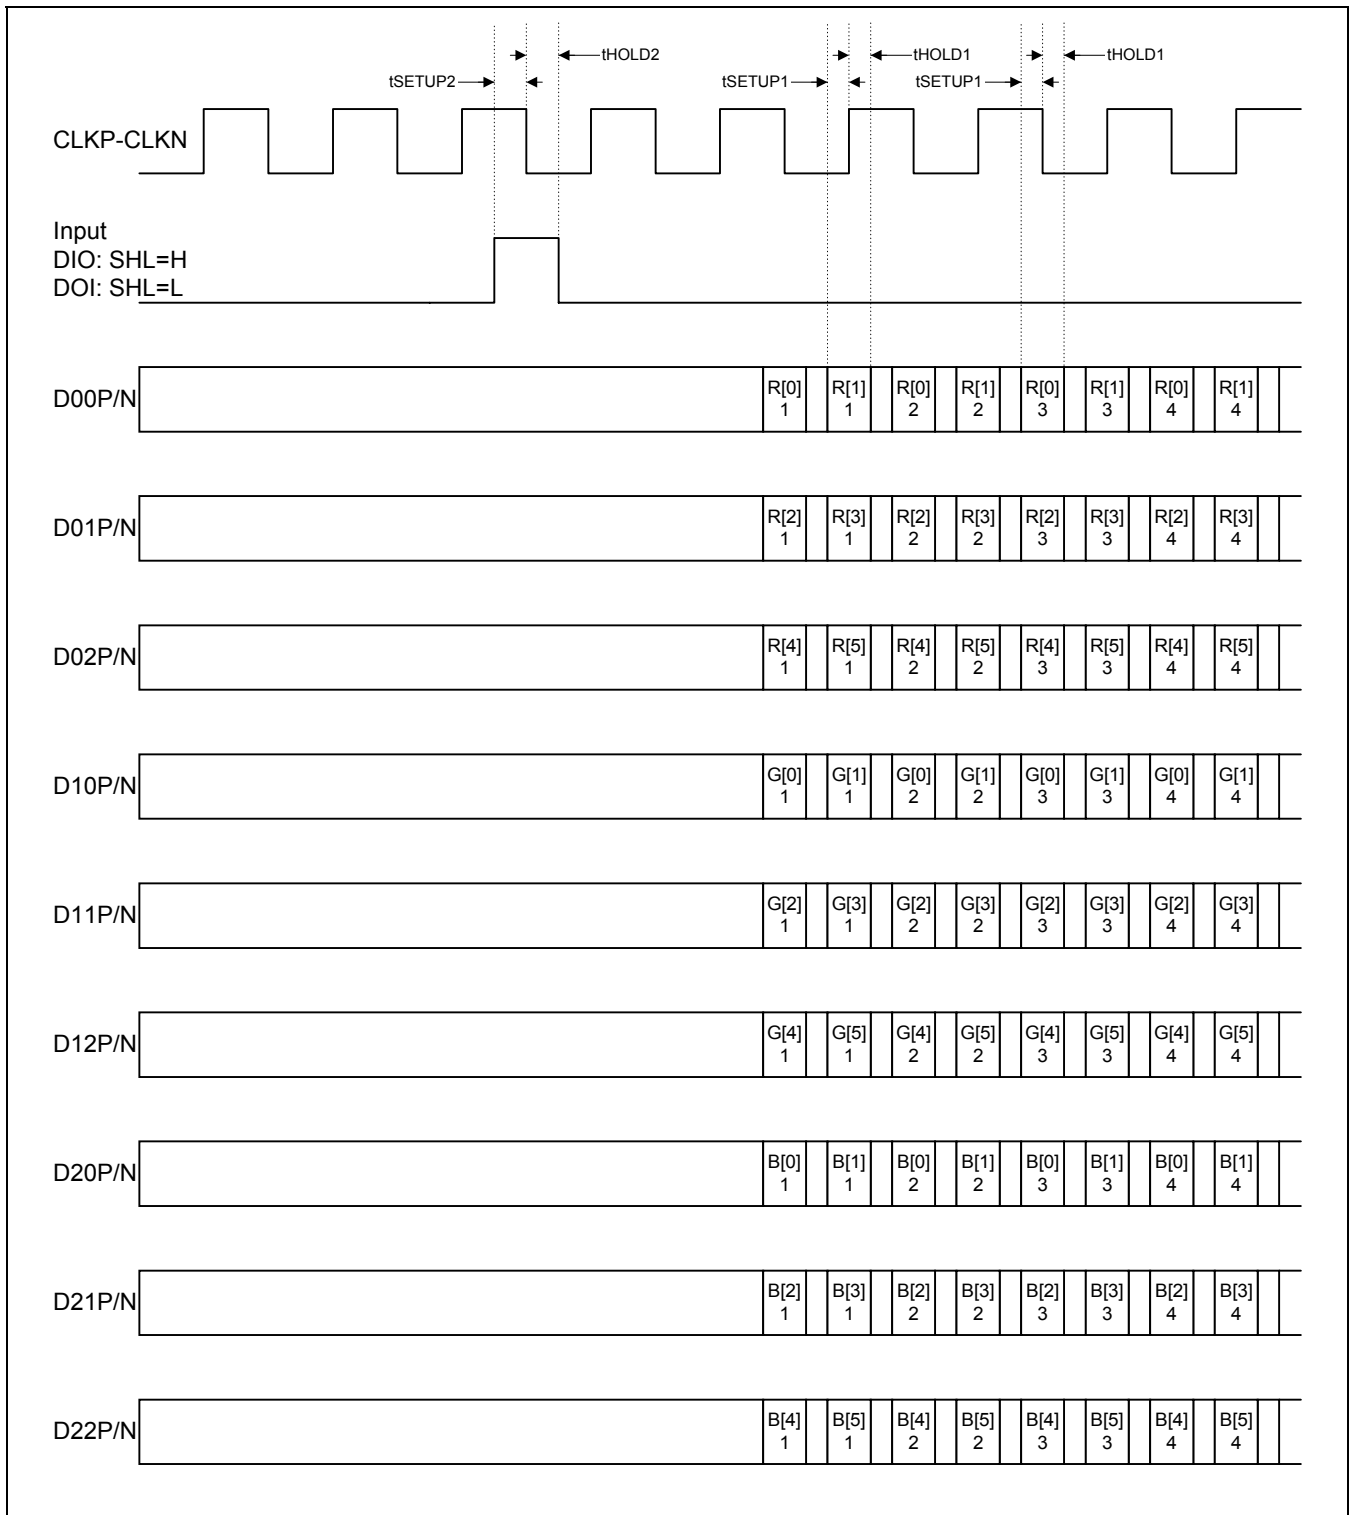 tHOLD2
tHOLD1
tHOLD1
tSETUP2
tSETUP1
tSETUP1
CLKP-CLKN
Input
DIO: SHL=H
DOI: SHL=L
D00P/N
R[0] R[1] R[0] R[1] R[0] R[1] R[0] R[1]
1 1 2 2 3 3 4 4
D01P/N
R[2] R[3] R[2] R[3] R[2] R[3] R[2] R[3]
1 1 2 2 3 3 4 4
D02P/N
R[4] R[5] R[4] R[5] R[4] R[5] R[4] R[5]
1 1 2 2 3 3 4 4
D10P/N
G[0] G[1] G[0] G[1] G[0] G[1] G[0] G[1]
1 1 2 2 3 3 4 4
D11P/N
G[2] G[3] G[2] G[3] G[2] G[3] G[2] G[3]
1 1 2 2 3 3 4 4
D12P/N
G[4] G[5] G[4] G[5] G[4] G[5] G[4] G[5]
1 1 2 2 3 3 4 4
D20P/N
B[0] B[1] B[0] B[1] B[0] B[1] B[0] B[1]
1 1 2 2 3 3 4 4
D21P/N
B[2] B[3] B[2] B[3] B[2] B[3] B[2] B[3]
1 1 2 2 3 3 4 4
D22P/N
B[4] B[5] B[4] B[5] B[4] B[5] B[4] B[5]
1 1 2 2 3 3 4 4